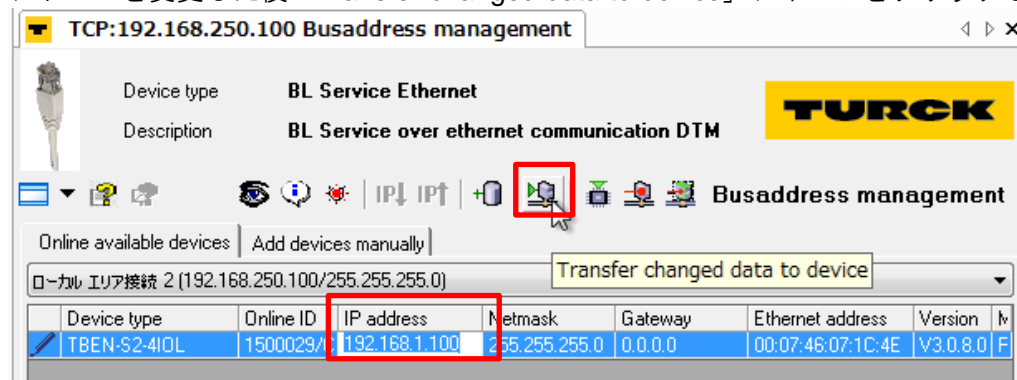 TCP:192.168.250.100 Busaddress management
Device type BL Service Ethernet
Description BL Service over ethernet communication DTM
TURCK
IP IP Busaddress management
Online available devices Add devices manually
ローカル エリア接続 2 (192.168.250.100/255.255.255.0)
Transfer changed data to device
Device type Online ID IP address Netmask Gateway Ethernet address Version
TBEN-S2-4IOL 1500029/ 192.168.1.100 255.255.255.0 0.0.0.0 00:07:46:07:1C:4E V3.0.8.0 F